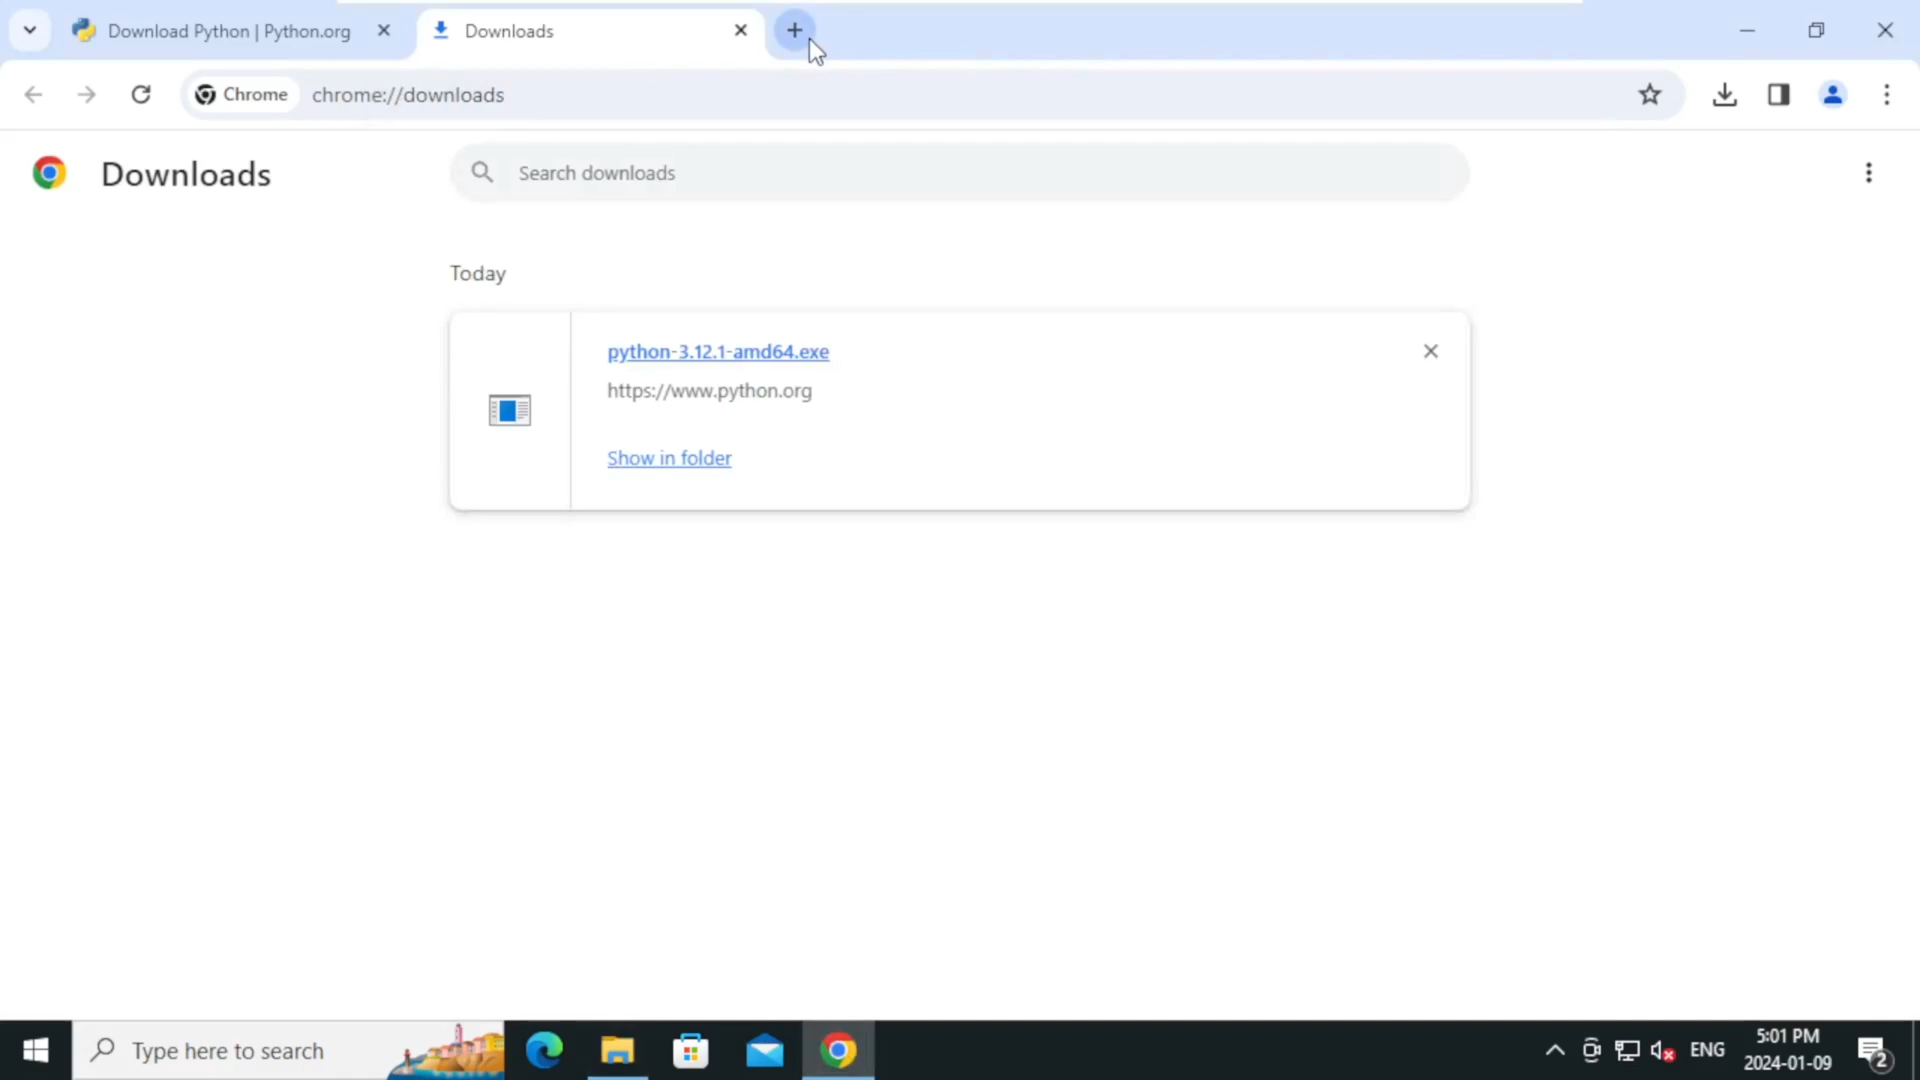 Download Python | Python.org
Downloads
Chrome
chrome://downloads
Downloads
Search downloads
Today
python-3.12.1-amd64.exe
https://www.python.org
Show in folder
Type here to search
ENG
5:01 PM
2024-01-09
2